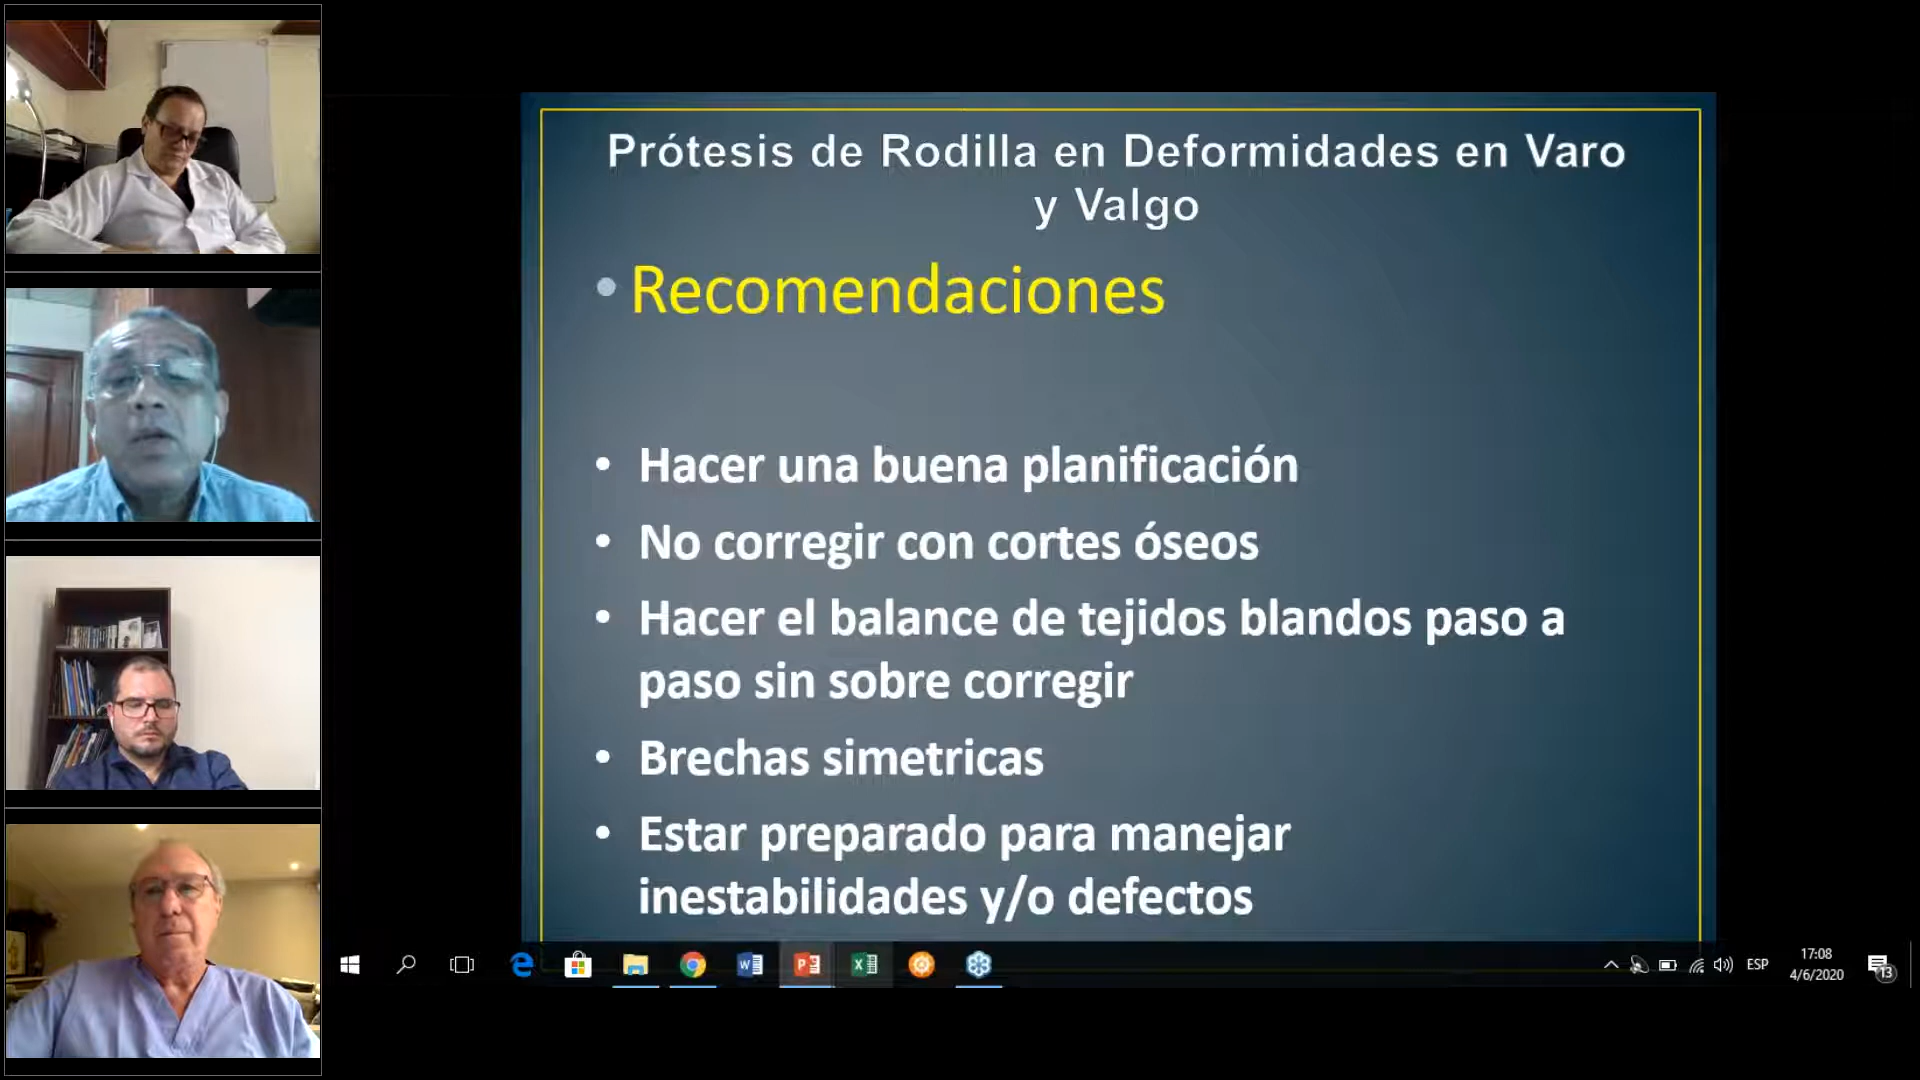 Prótesis de Rodilla en Deformidades en Varo
y Valgo
• Recomendaciones
• Hacer una buena planificación
• No corregir con cortes óseos
• Hacer el balance de tejidos blandos paso a
paso sin sobre corregir
• Brechas simetricas
• Estar preparado para manejar
inestabilidades y/o defectos
ESP
17:08
4/6/2020
13